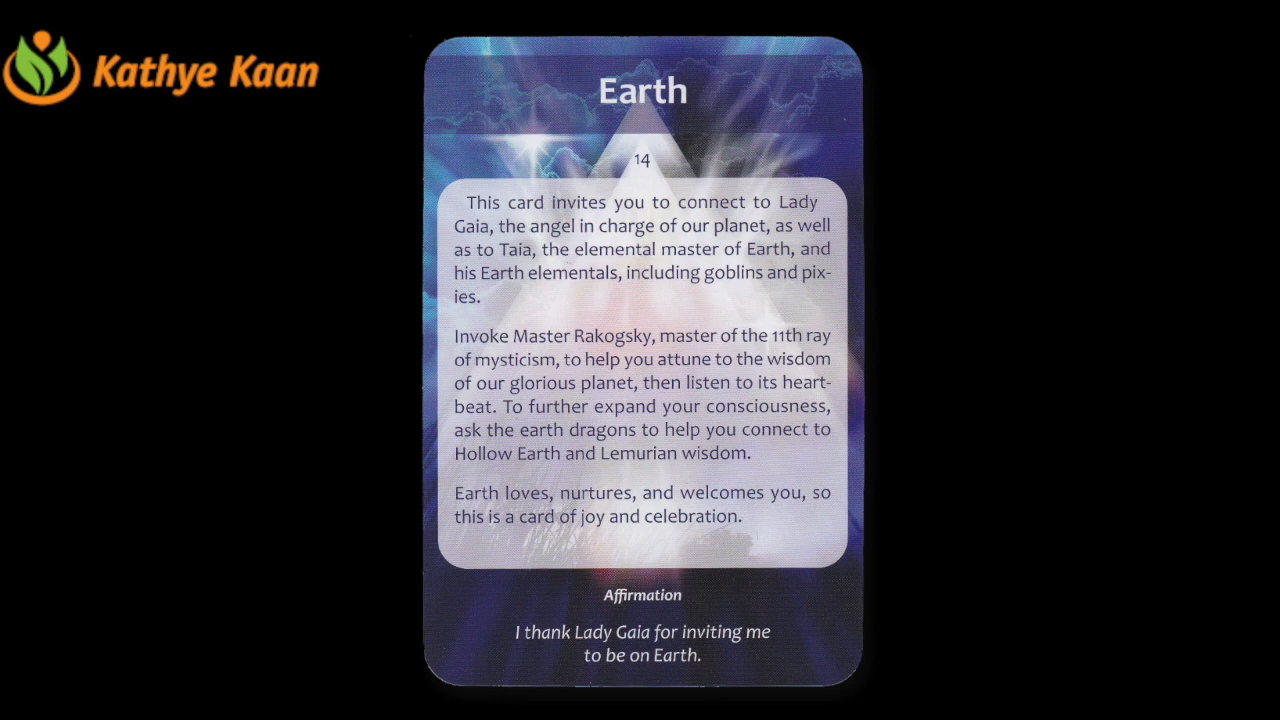 Kathye Kaan
Earth
14
This card invites you to connect to Lady
Gaia, the angel in charge of our planet, as well
as to Taia, the elemental master of Earth, and
his Earth elementals, including goblins and pix-
ies.
Invoke Master Rakogsky, master of the 11th ray
of mysticism, to help you attune to the wisdom
of our glorious planet, then listen to its heart-
beat. To further expand your consciousness,
ask the earth dragons to help you connect to
Hollow Earth and Lemurian wisdom.
Earth loves, nurtures, and welcomes you, so
this is a card of joy and celebration.
Affirmation
I thank Lady Gaia for inviting me
to be on Earth.